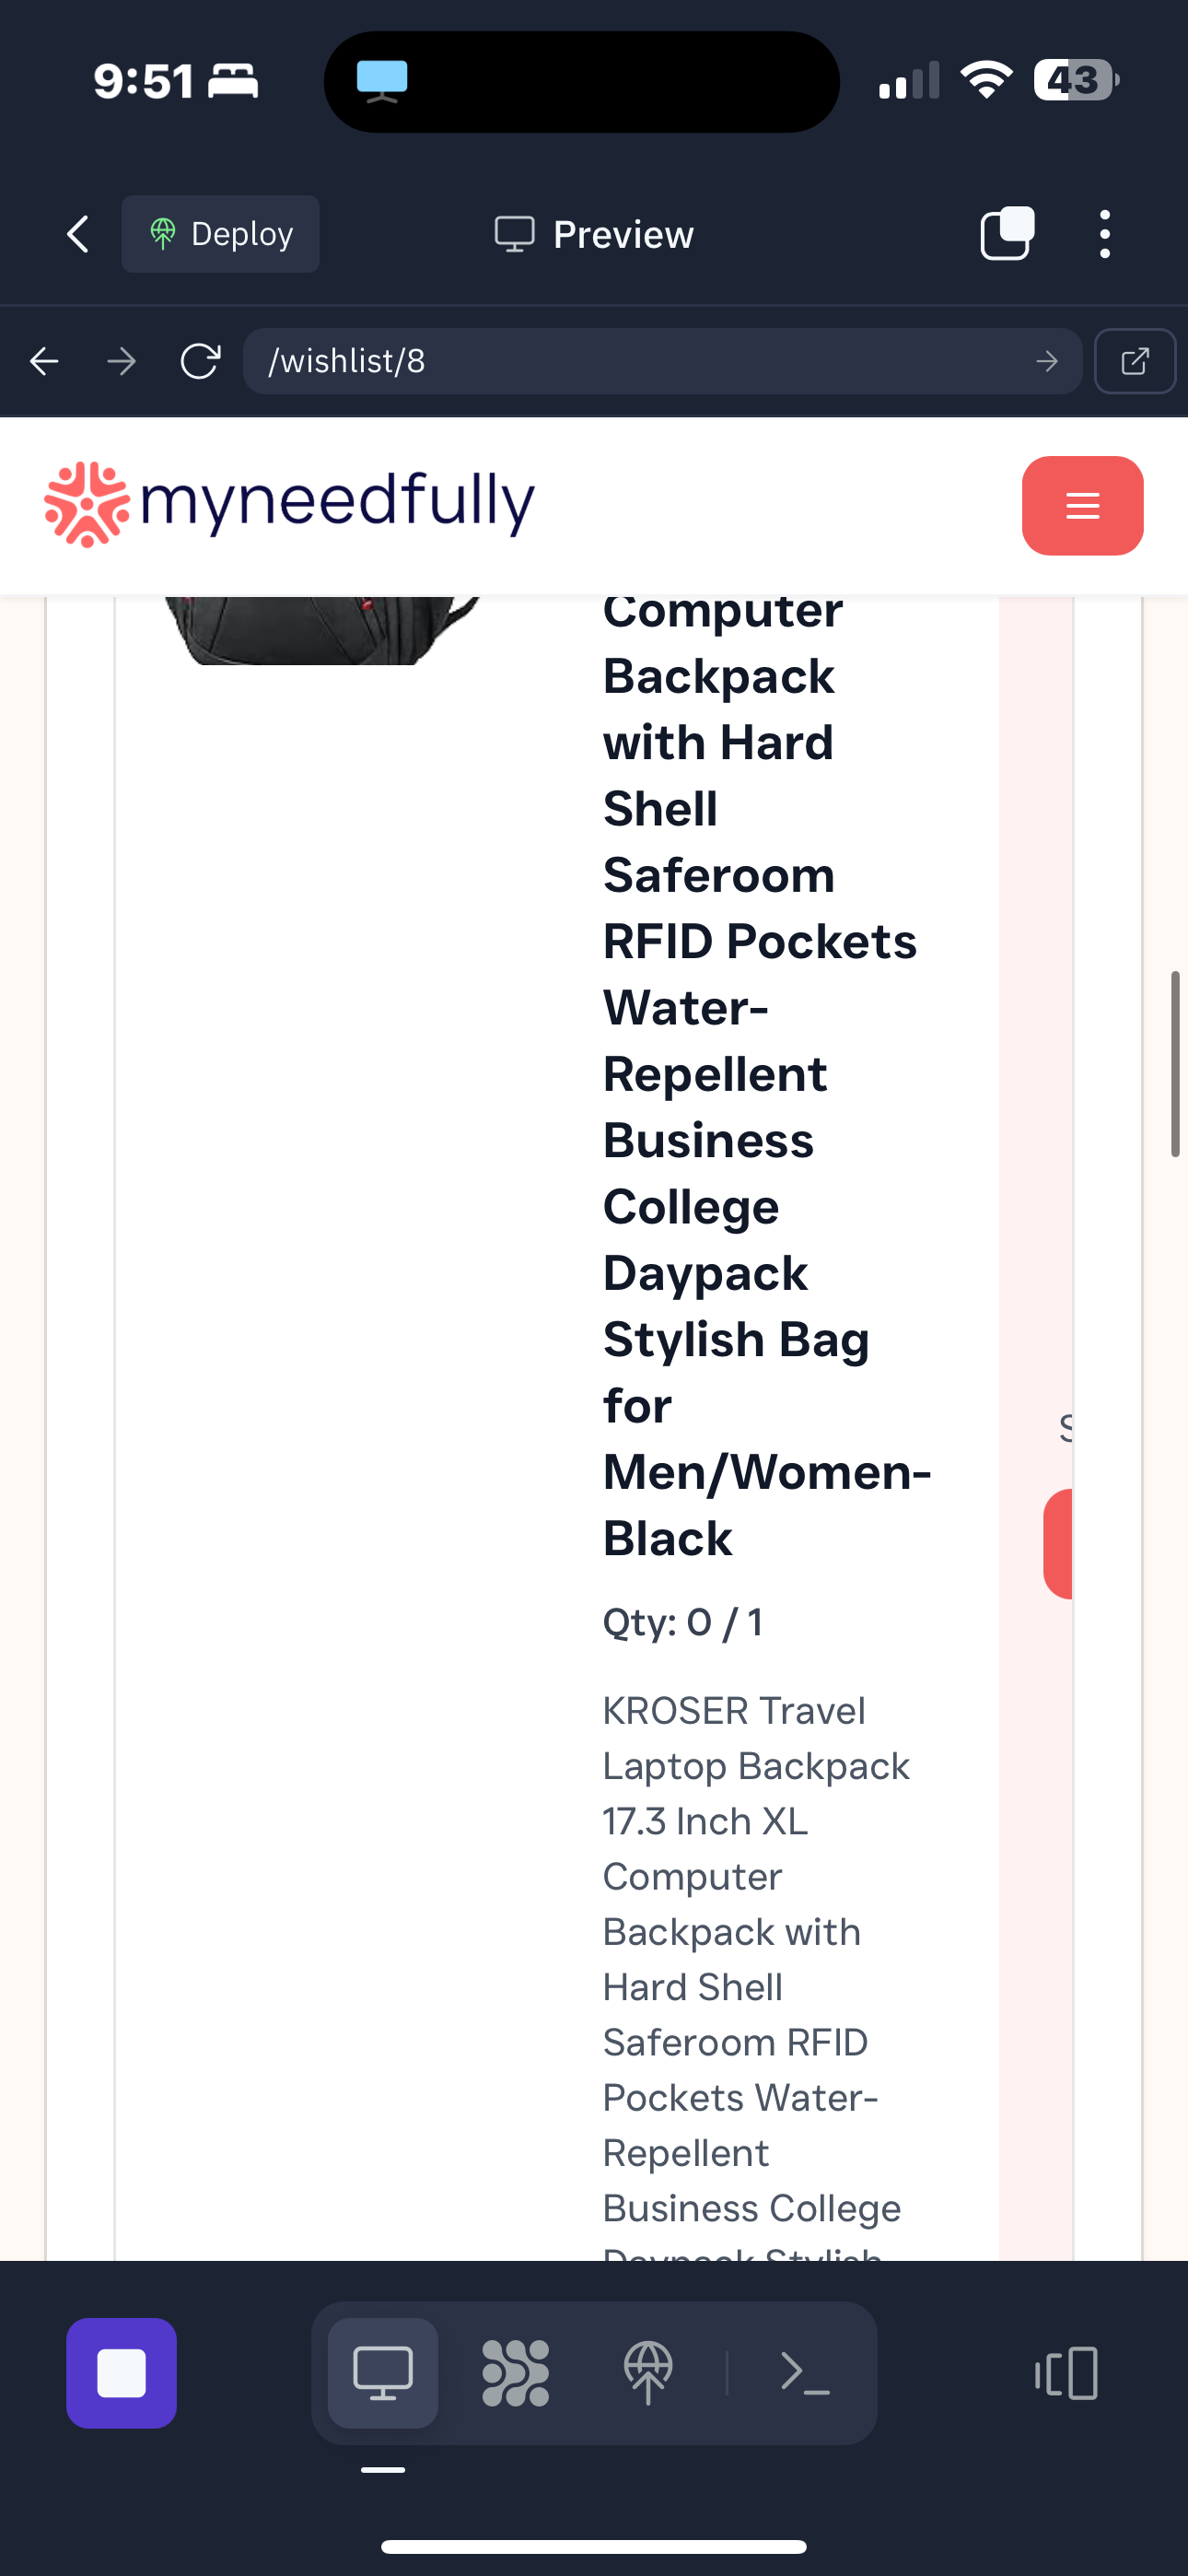 9:51
43
Deploy
Preview
/wishlist/8
myneedfully
Computer
Backpack
with Hard
Shell
Saferoom
RFID Pockets
Water-
Repellent
Business
College
Daypack
Stylish Bag
for
Men/Women-
Black
Qty: 0 / 1
KROSER Travel
Laptop Backpack
17.3 Inch XL
Computer
Backpack with
Hard Shell
Saferoom RFID
Pockets Water-
Repellent
Business College
Daypack Stylish